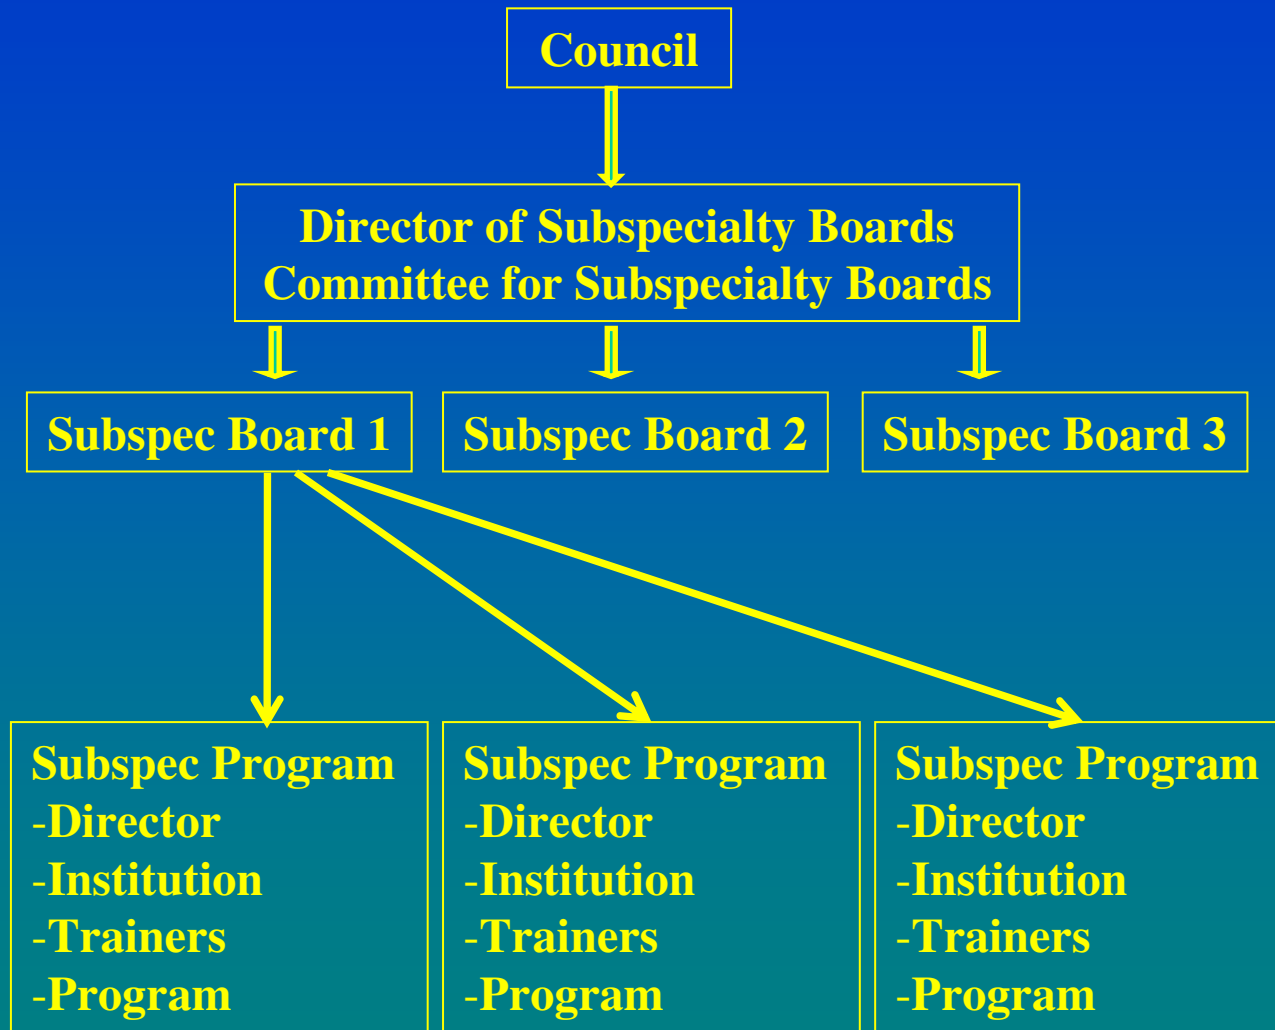 Council
Director of Subspecialty Boards
Committee for Subspecialty Boards
Subspec Board 1
Subspec Board 2
Subspec Board 3
Subspec Program
-Director
-Institution
-Trainers
-Program
Subspec Program
-Director
-Institution
-Trainers
-Program
Subspec Program
-Director
-Institution
-Trainers
-Program